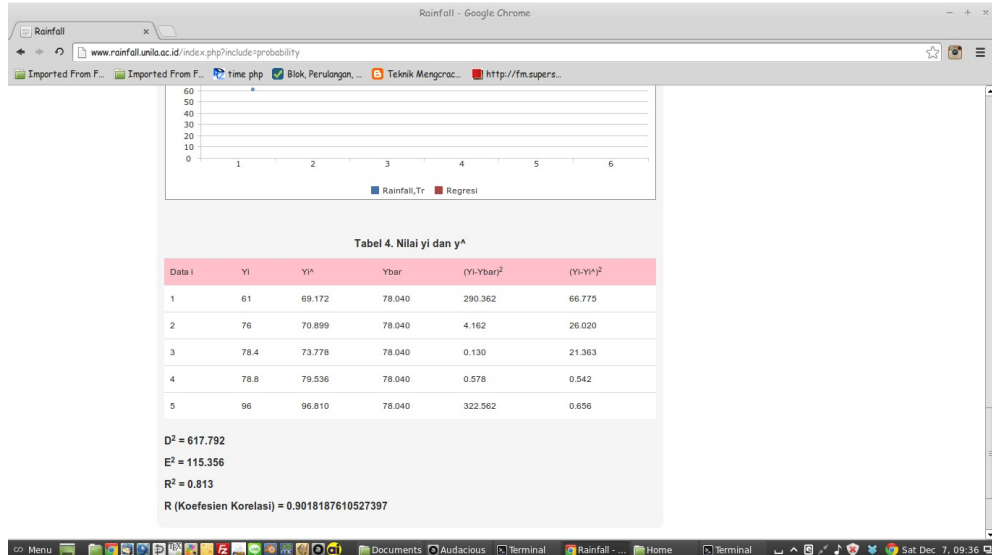 Rainfall - Google Chrome
Rainfall
www.rainfall.unila.ac.id/index.php?include=probability
Imported From F... Imported From F... time php Blok, Perulangan, ... Teknik Mengcrac... http://fm.supers...
60
50
40
30
20
10
0
1 2 3 4 5 6
Rainfall,Tr Regresi
Tabel 4. Nilai yi dan y^
Data i Yi Yi^ Ybar (Yi-Ybar)² (Yi-Yi^)²
1 61 69.172 78.040 290.362 66.775
2 76 70.899 78.040 4.162 26.020
3 78.4 73.778 78.040 0.130 21.363
4 78.8 79.536 78.040 0.578 0.542
5 96 96.810 78.040 322.562 0.656
D² = 617.792
E² = 115.356
R² = 0.813
R (Koefesien Korelasi) = 0.9018187610527397
Menu Documents Audacious Terminal Rainfall - ... Home Terminal Sat Dec 7, 09:36